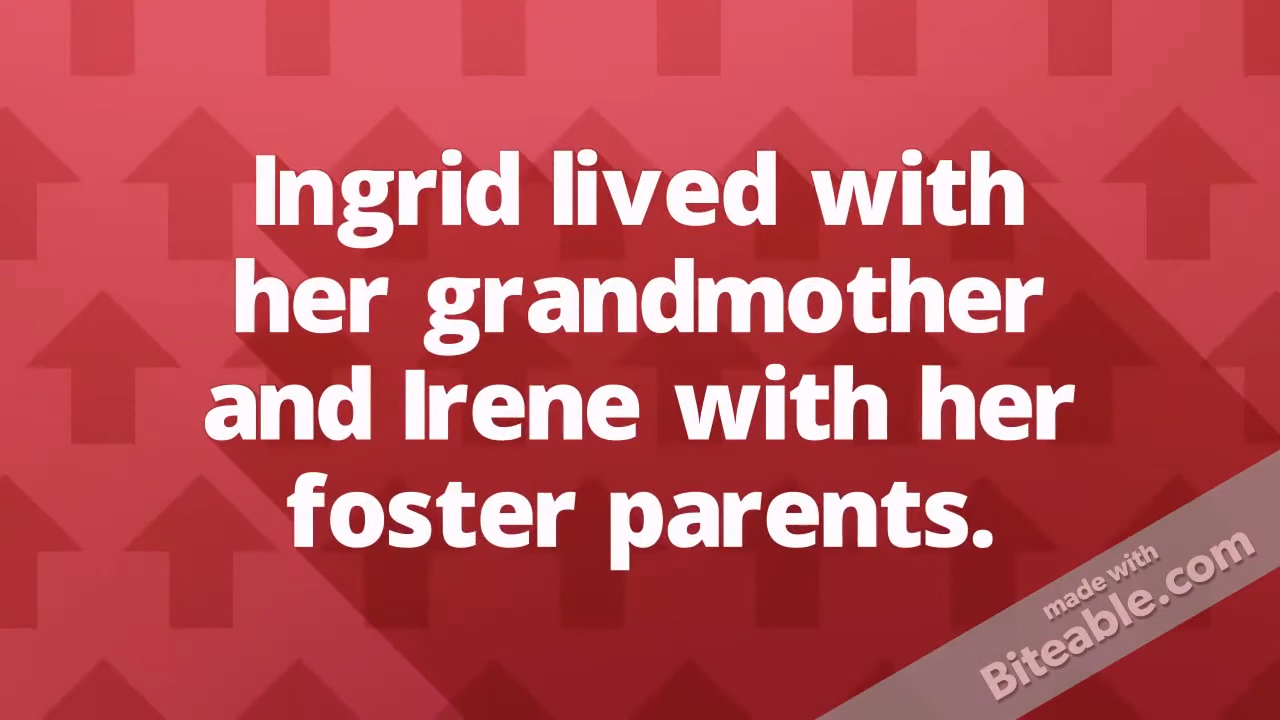 Ingrid lived with
her grandmother
and Irene with her
foster parents.
made with
Biteable.com